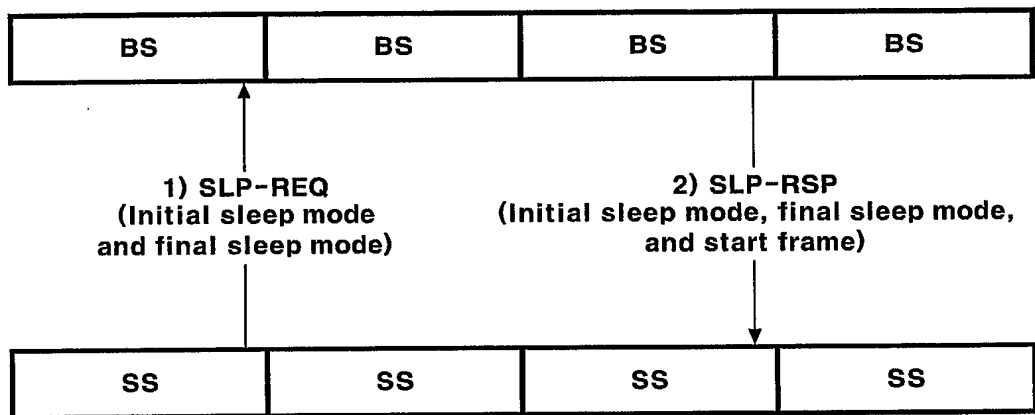 BS BS BS BS
1) SLP-REQ
(Initial sleep mode
and final sleep mode)
2) SLP-RSP
(Initial sleep mode, final sleep mode,
and start frame)
SS SS SS SS